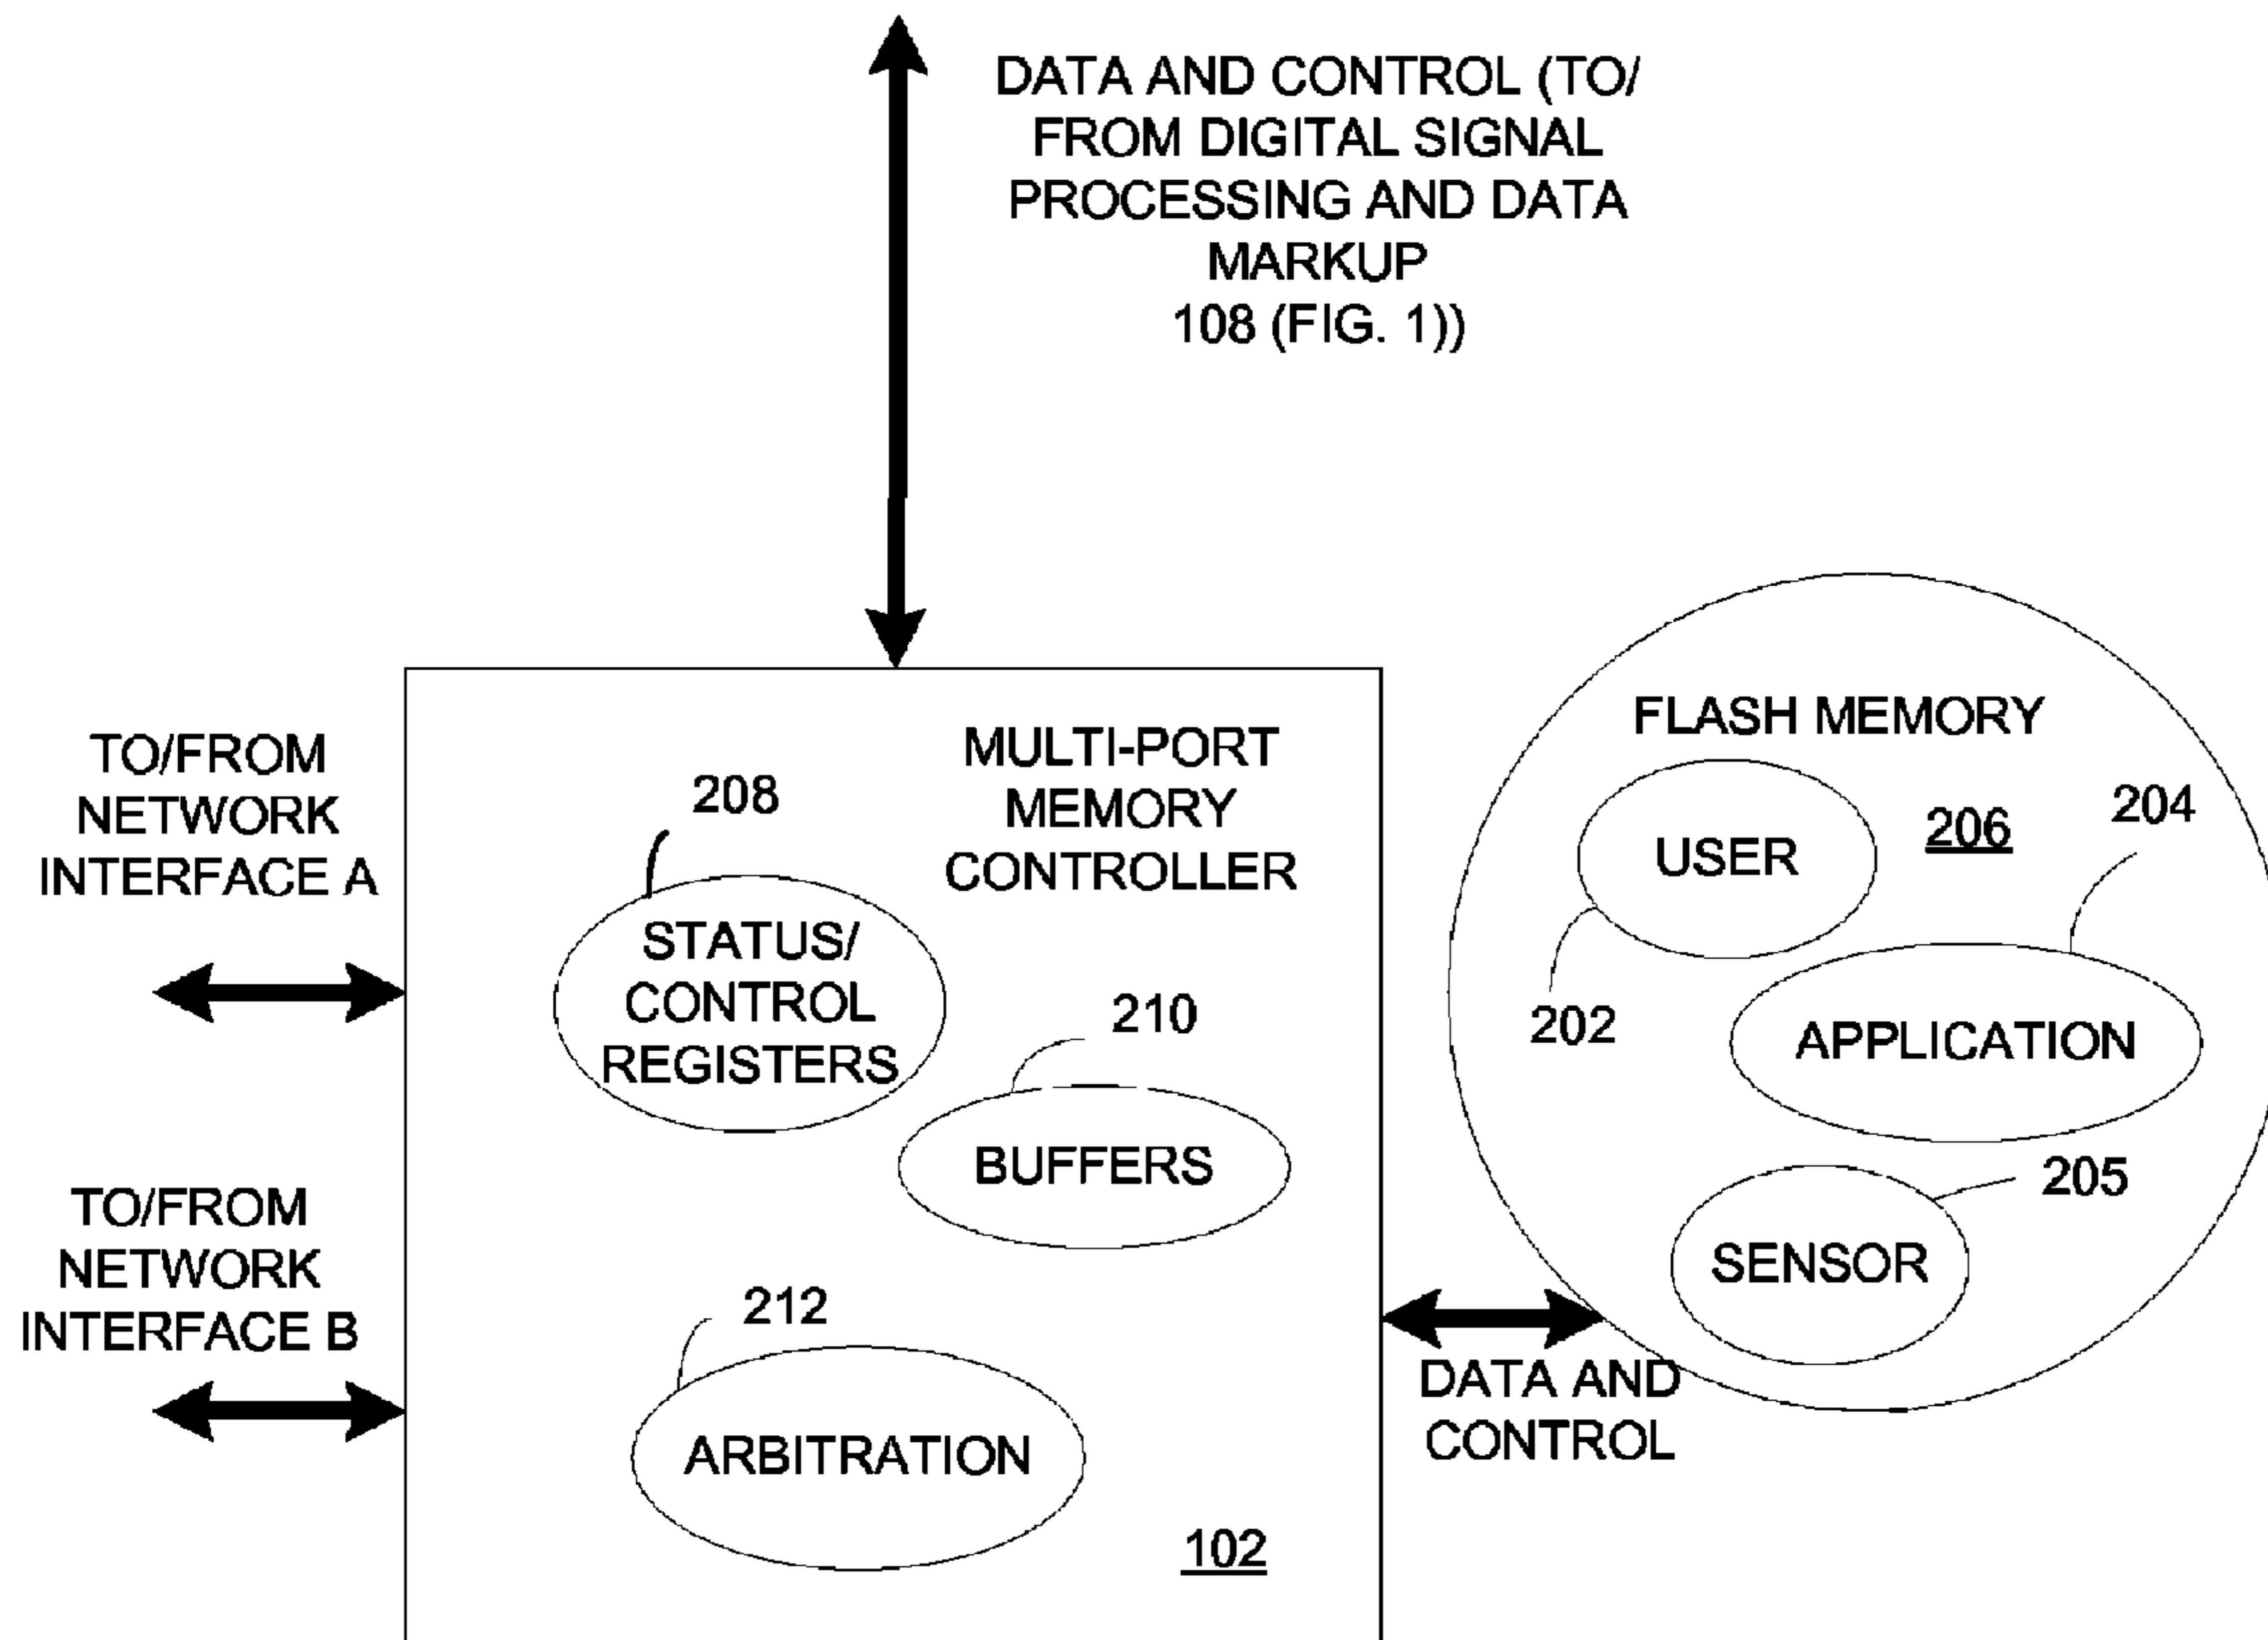 DATA AND CONTROL (TO/
FROM DIGITAL SIGNAL
PROCESSING AND DATA
MARKUP
108 (FIG. 1))
TO/FROM
NETWORK
INTERFACE A
TO/FROM
NETWORK
INTERFACE B
MULTI-PORT
MEMORY
CONTROLLER
208
STATUS/
CONTROL
REGISTERS
210
BUFFERS
212
ARBITRATION
102
DATA AND
CONTROL
FLASH MEMORY
206
USER
202
204
APPLICATION
205
SENSOR